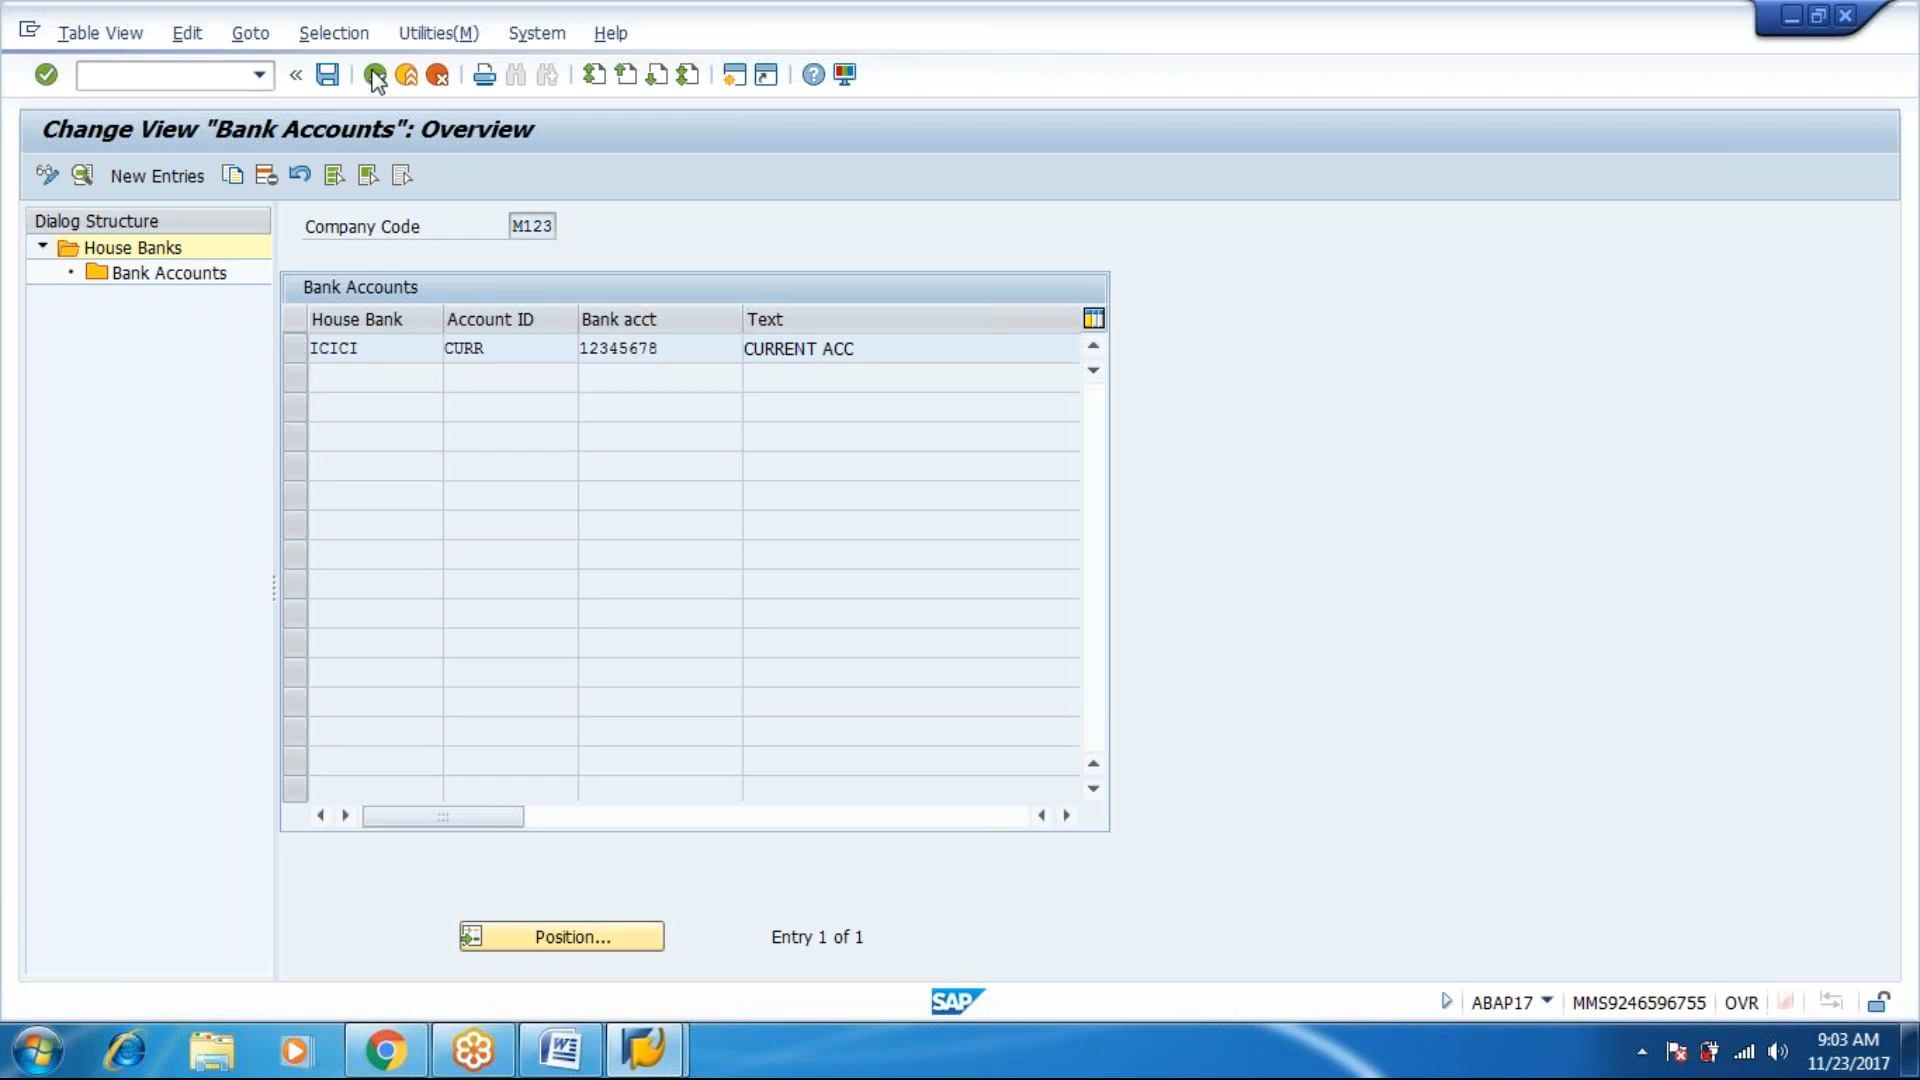 Table View Edit Goto Selection Utilities(M) System Help
Change View "Bank Accounts": Overview
New Entries
Dialog Structure
House Banks
Bank Accounts
Company Code M123
Bank Accounts
House Bank Account ID Bank acct Text
ICICI CURR 12345678 CURRENT ACC
Position... Entry 1 of 1
SAP
ABAP17 MMS9246596755 OVR
9:03 AM
11/23/2017